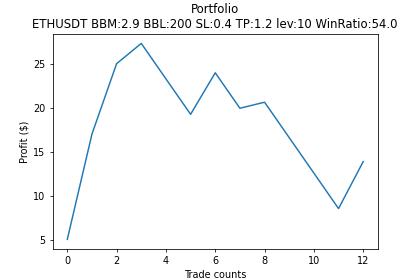 Portfolio
ETHUSDT BBM:2.9 BBL:200 SL:0.4 TP:1.2 lev:10 WinRatio:54.0
25
20
15
10
5
Profit ($)
0 2 4 6 8 10 12
Trade counts